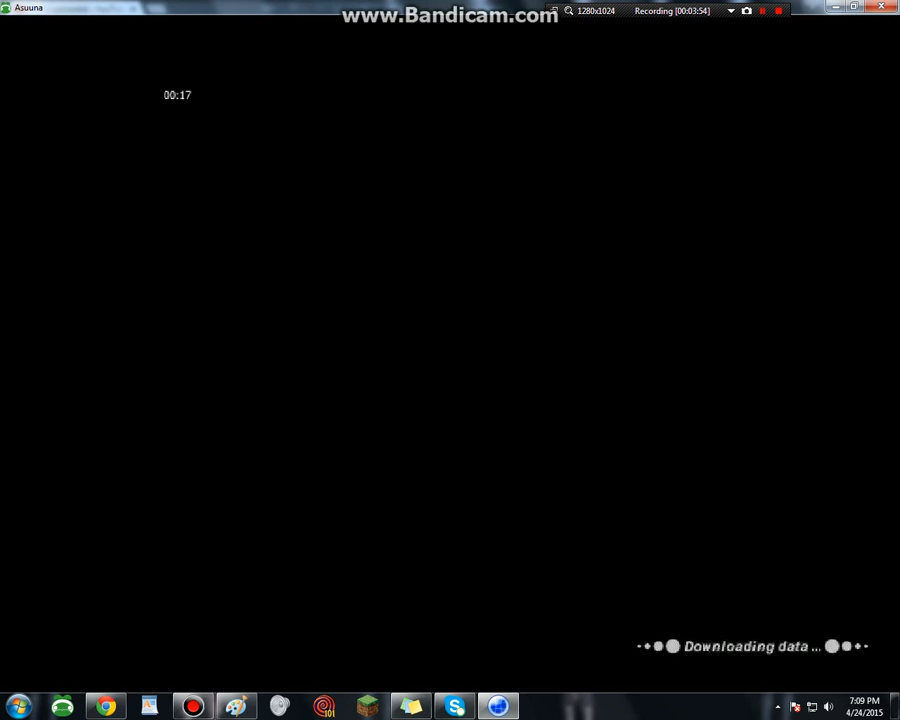 Asuuna
www.Bandicam.com
1280x1024
Recording [00:03:54]
00:17
Downloading data ...
101
7:09 PM
4/24/2015